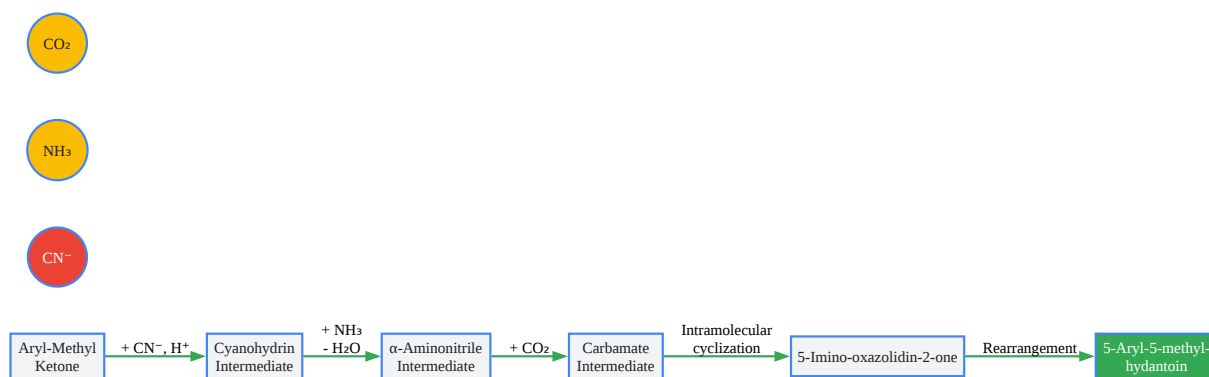 CO₂
NH₃
CN⁻
Aryl-Methyl
Ketone
+ CN⁻, H⁺
Cyanohydrin
Intermediate
+ NH₃
- H₂O
α-Aminonitrile
Intermediate
+ CO₂
Carbamate
Intermediate
Intramolecular
cyclization
5-Imino-oxazolidin-2-one
Rearrangement
5-Aryl-5-methyl-
hydantoin